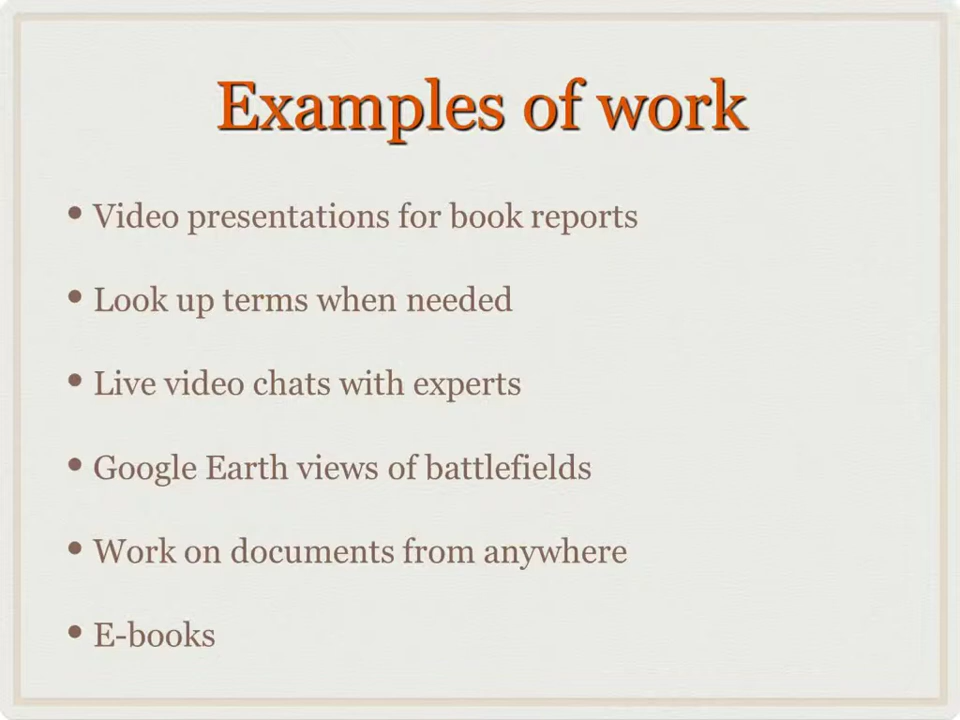 Examples of work
• Video presentations for book reports
• Look up terms when needed
• Live video chats with experts
• Google Earth views of battlefields
• Work on documents from anywhere
• E-books